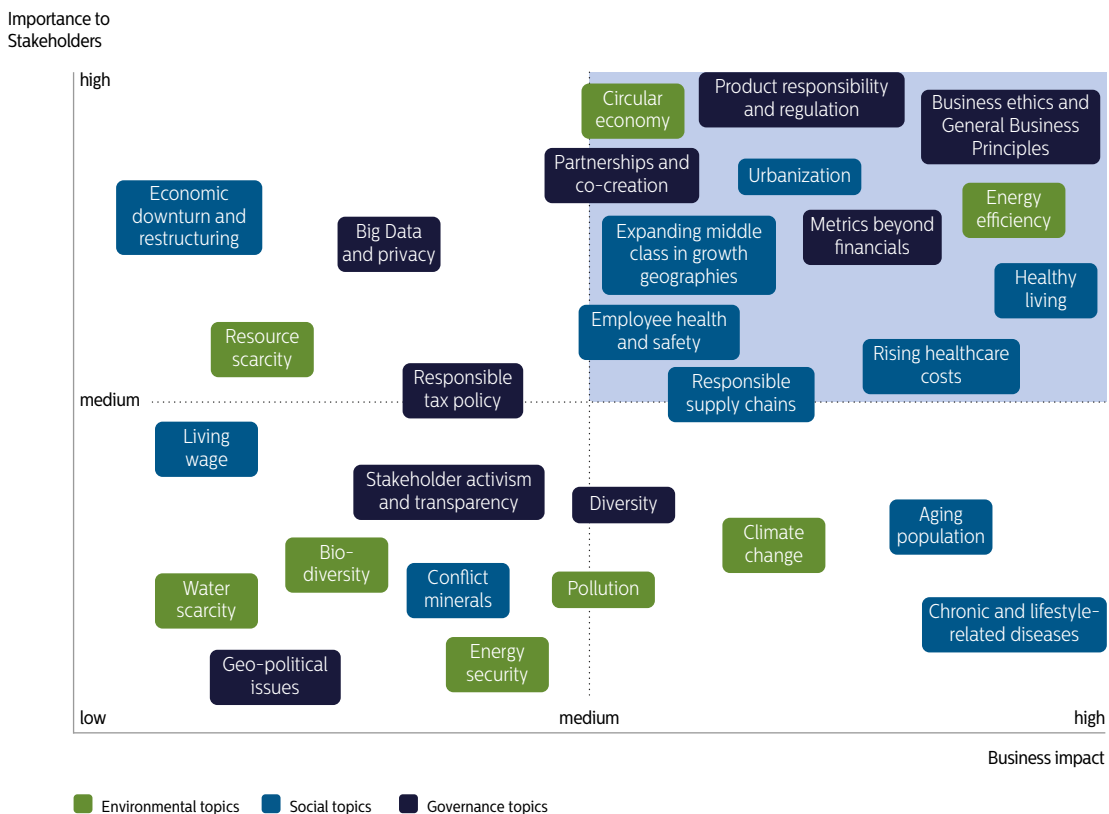 Importance to
Stakeholders
high
Circular
economy
Product responsibility
and regulation
Business ethics and
General Business
Principles
Partnerships and
co-creation
Urbanization
Economic
downturn and
restructuring
Energy
efficiency
Big Data
and privacy
Expanding middle
class in growth
geographies
Metrics beyond
financials
Healthy
living
Employee health
and safety
Resource
scarcity
Rising healthcare
costs
Responsible
tax policy
Responsible
supply chains
medium
Living
wage
Stakeholder activism
and transparency
Diversity
Aging
population
Climate
change
Bio-
diversity
Conflict
minerals
Pollution
Water
scarcity
Chronic and lifestyle-
related diseases
Energy
security
Geo-political
issues
low
medium
high
Business impact
Environmental topics
Social topics
Governance topics